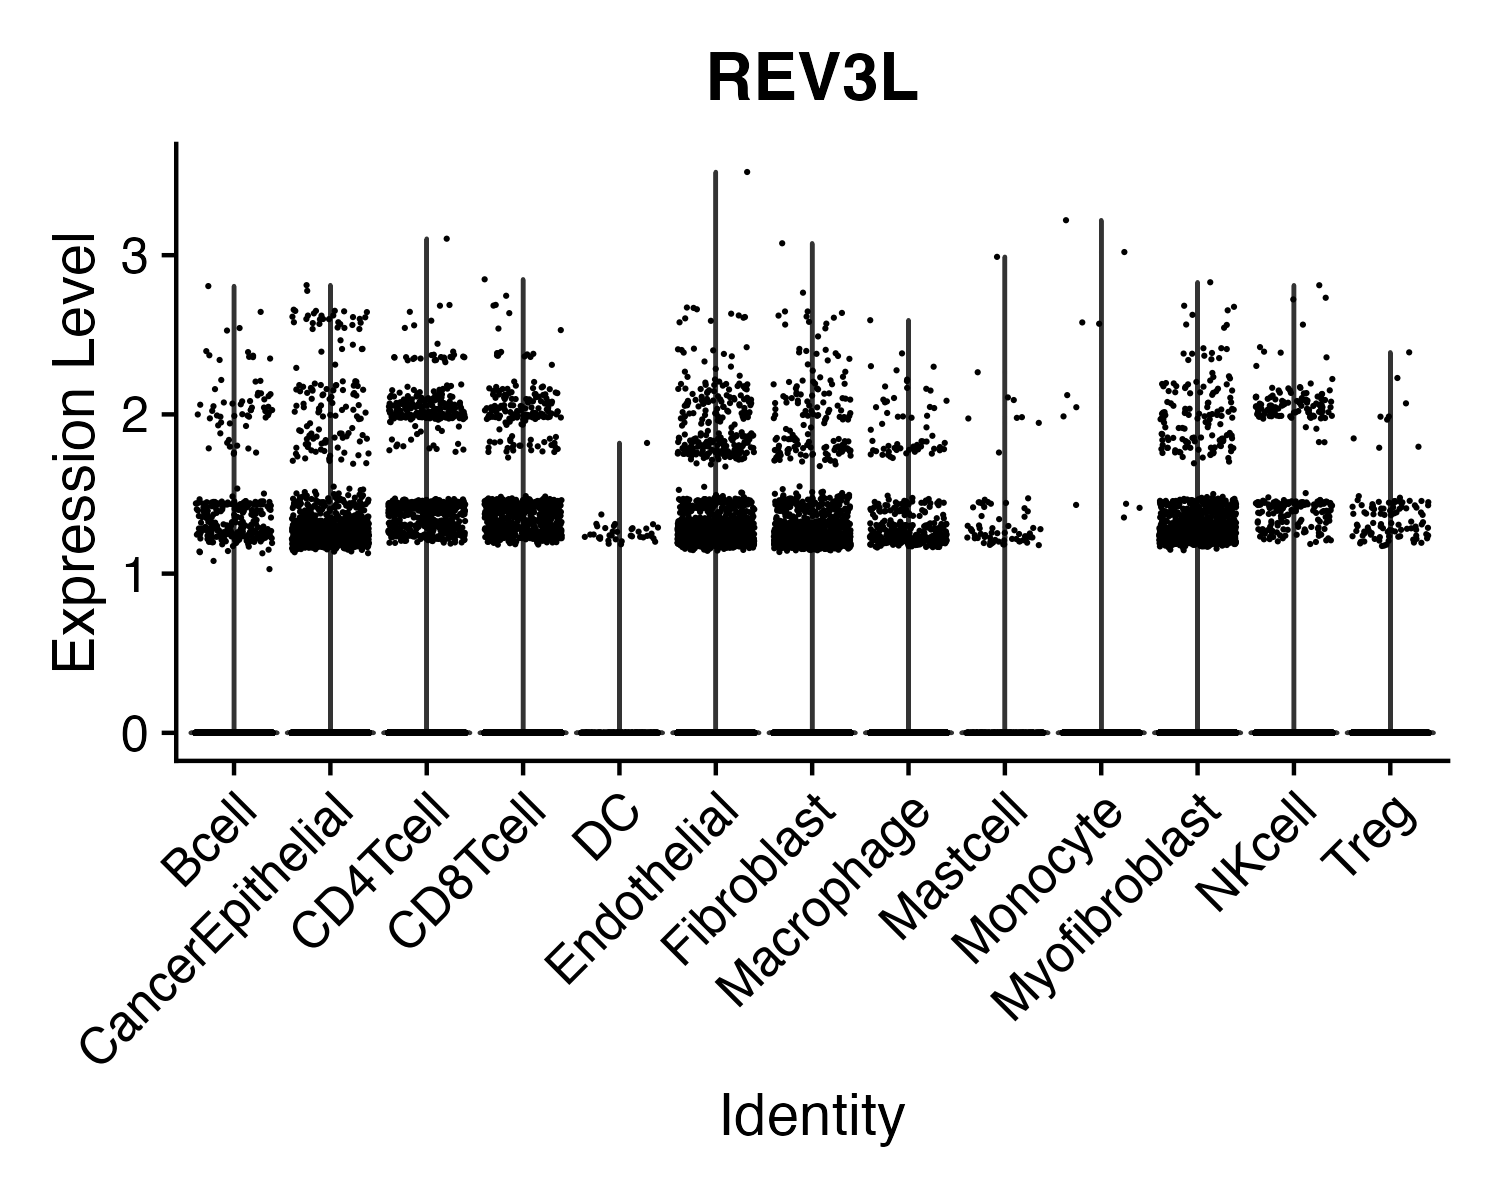 REV3L
Expression Level
3
2
1
0
Bcell
CancerEpithelial
CD4Tcell
CD8Tcell
DC
Endothelial
Fibroblast
Macrophage
Mastcell
Monocyte
Myofibroblast
NKcell
Treg
Identity